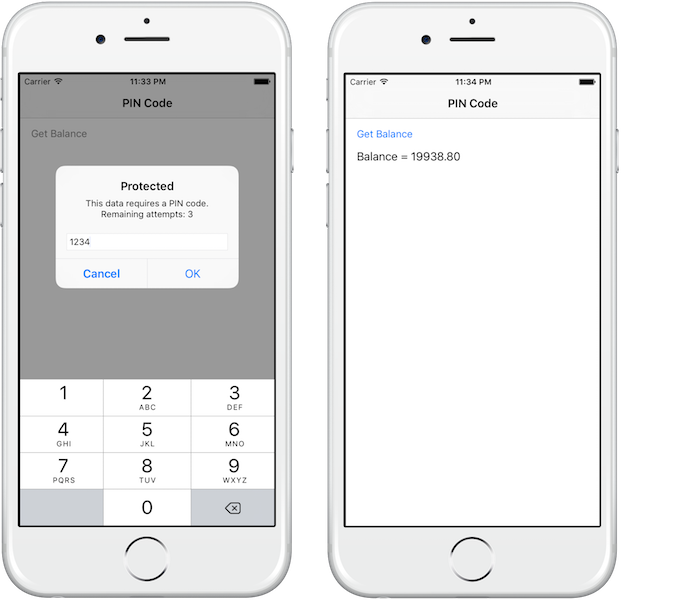 Carrier 11:33 PM
PIN Code
Get Balance
Protected
This data requires a PIN code.
Remaining attempts: 3
1234
Cancel OK
1 2 3
ABC DEF
4 5 6
GHI JKL MNO
7 8 9
PQRS TUV WXYZ
0
Carrier 11:34 PM
PIN Code
Get Balance
Balance = 19938.80